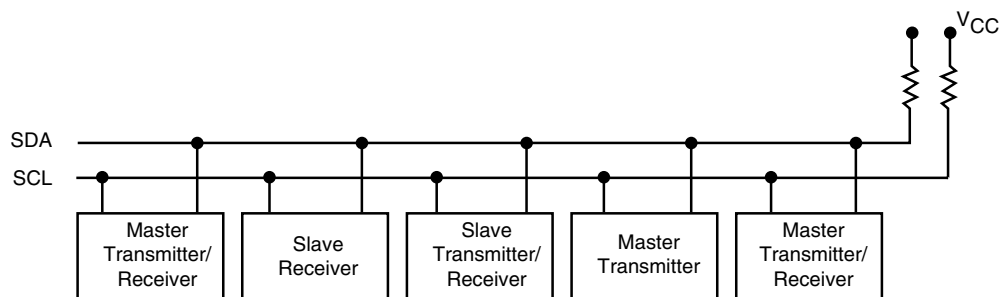 VCC
SDA
SCL
Master
Transmitter/
Receiver
Slave
Receiver
Slave
Transmitter/
Receiver
Master
Transmitter
Master
Transmitter/
Receiver